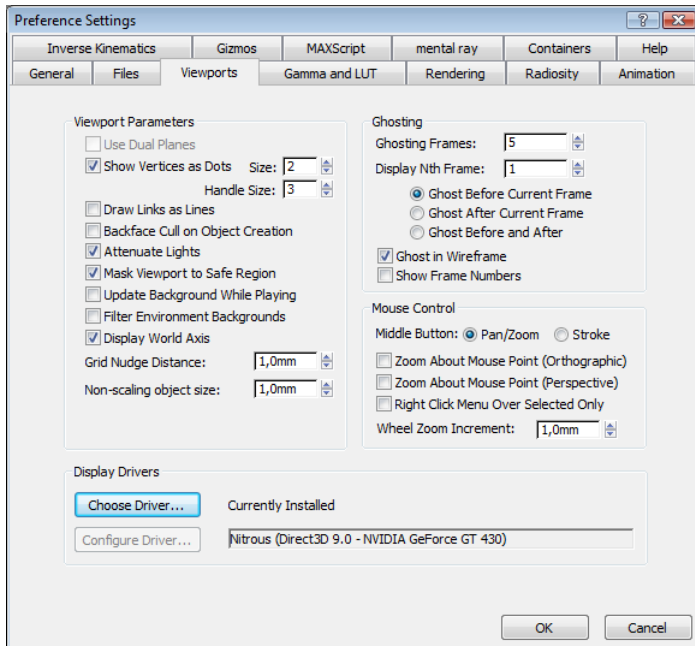 Preference Settings
Inverse Kinematics Gizmos MAXScript mental ray Containers Help
General Files Viewports Gamma and LUT Rendering Radiosity Animation
Viewport Parameters
Use Dual Planes
Show Vertices as Dots Size: 2
Handle Size: 3
Draw Links as Lines
Backface Cull on Object Creation
Attenuate Lights
Mask Viewport to Safe Region
Update Background While Playing
Filter Environment Backgrounds
Display World Axis
Grid Nudge Distance: 1,0mm
Non-scaling object size: 1,0mm
Ghosting
Ghosting Frames: 5
Display Nth Frame: 1
Ghost Before Current Frame
Ghost After Current Frame
Ghost Before and After
Ghost in Wireframe
Show Frame Numbers
Mouse Control
Middle Button: Pan/Zoom Stroke
Zoom About Mouse Point (Orthographic)
Zoom About Mouse Point (Perspective)
Right Click Menu Over Selected Only
Wheel Zoom Increment: 1,0mm
Display Drivers
Choose Driver... Currently Installed
Configure Driver... Nitrous (Direct3D 9.0 - NVIDIA GeForce GT 430)
OK Cancel